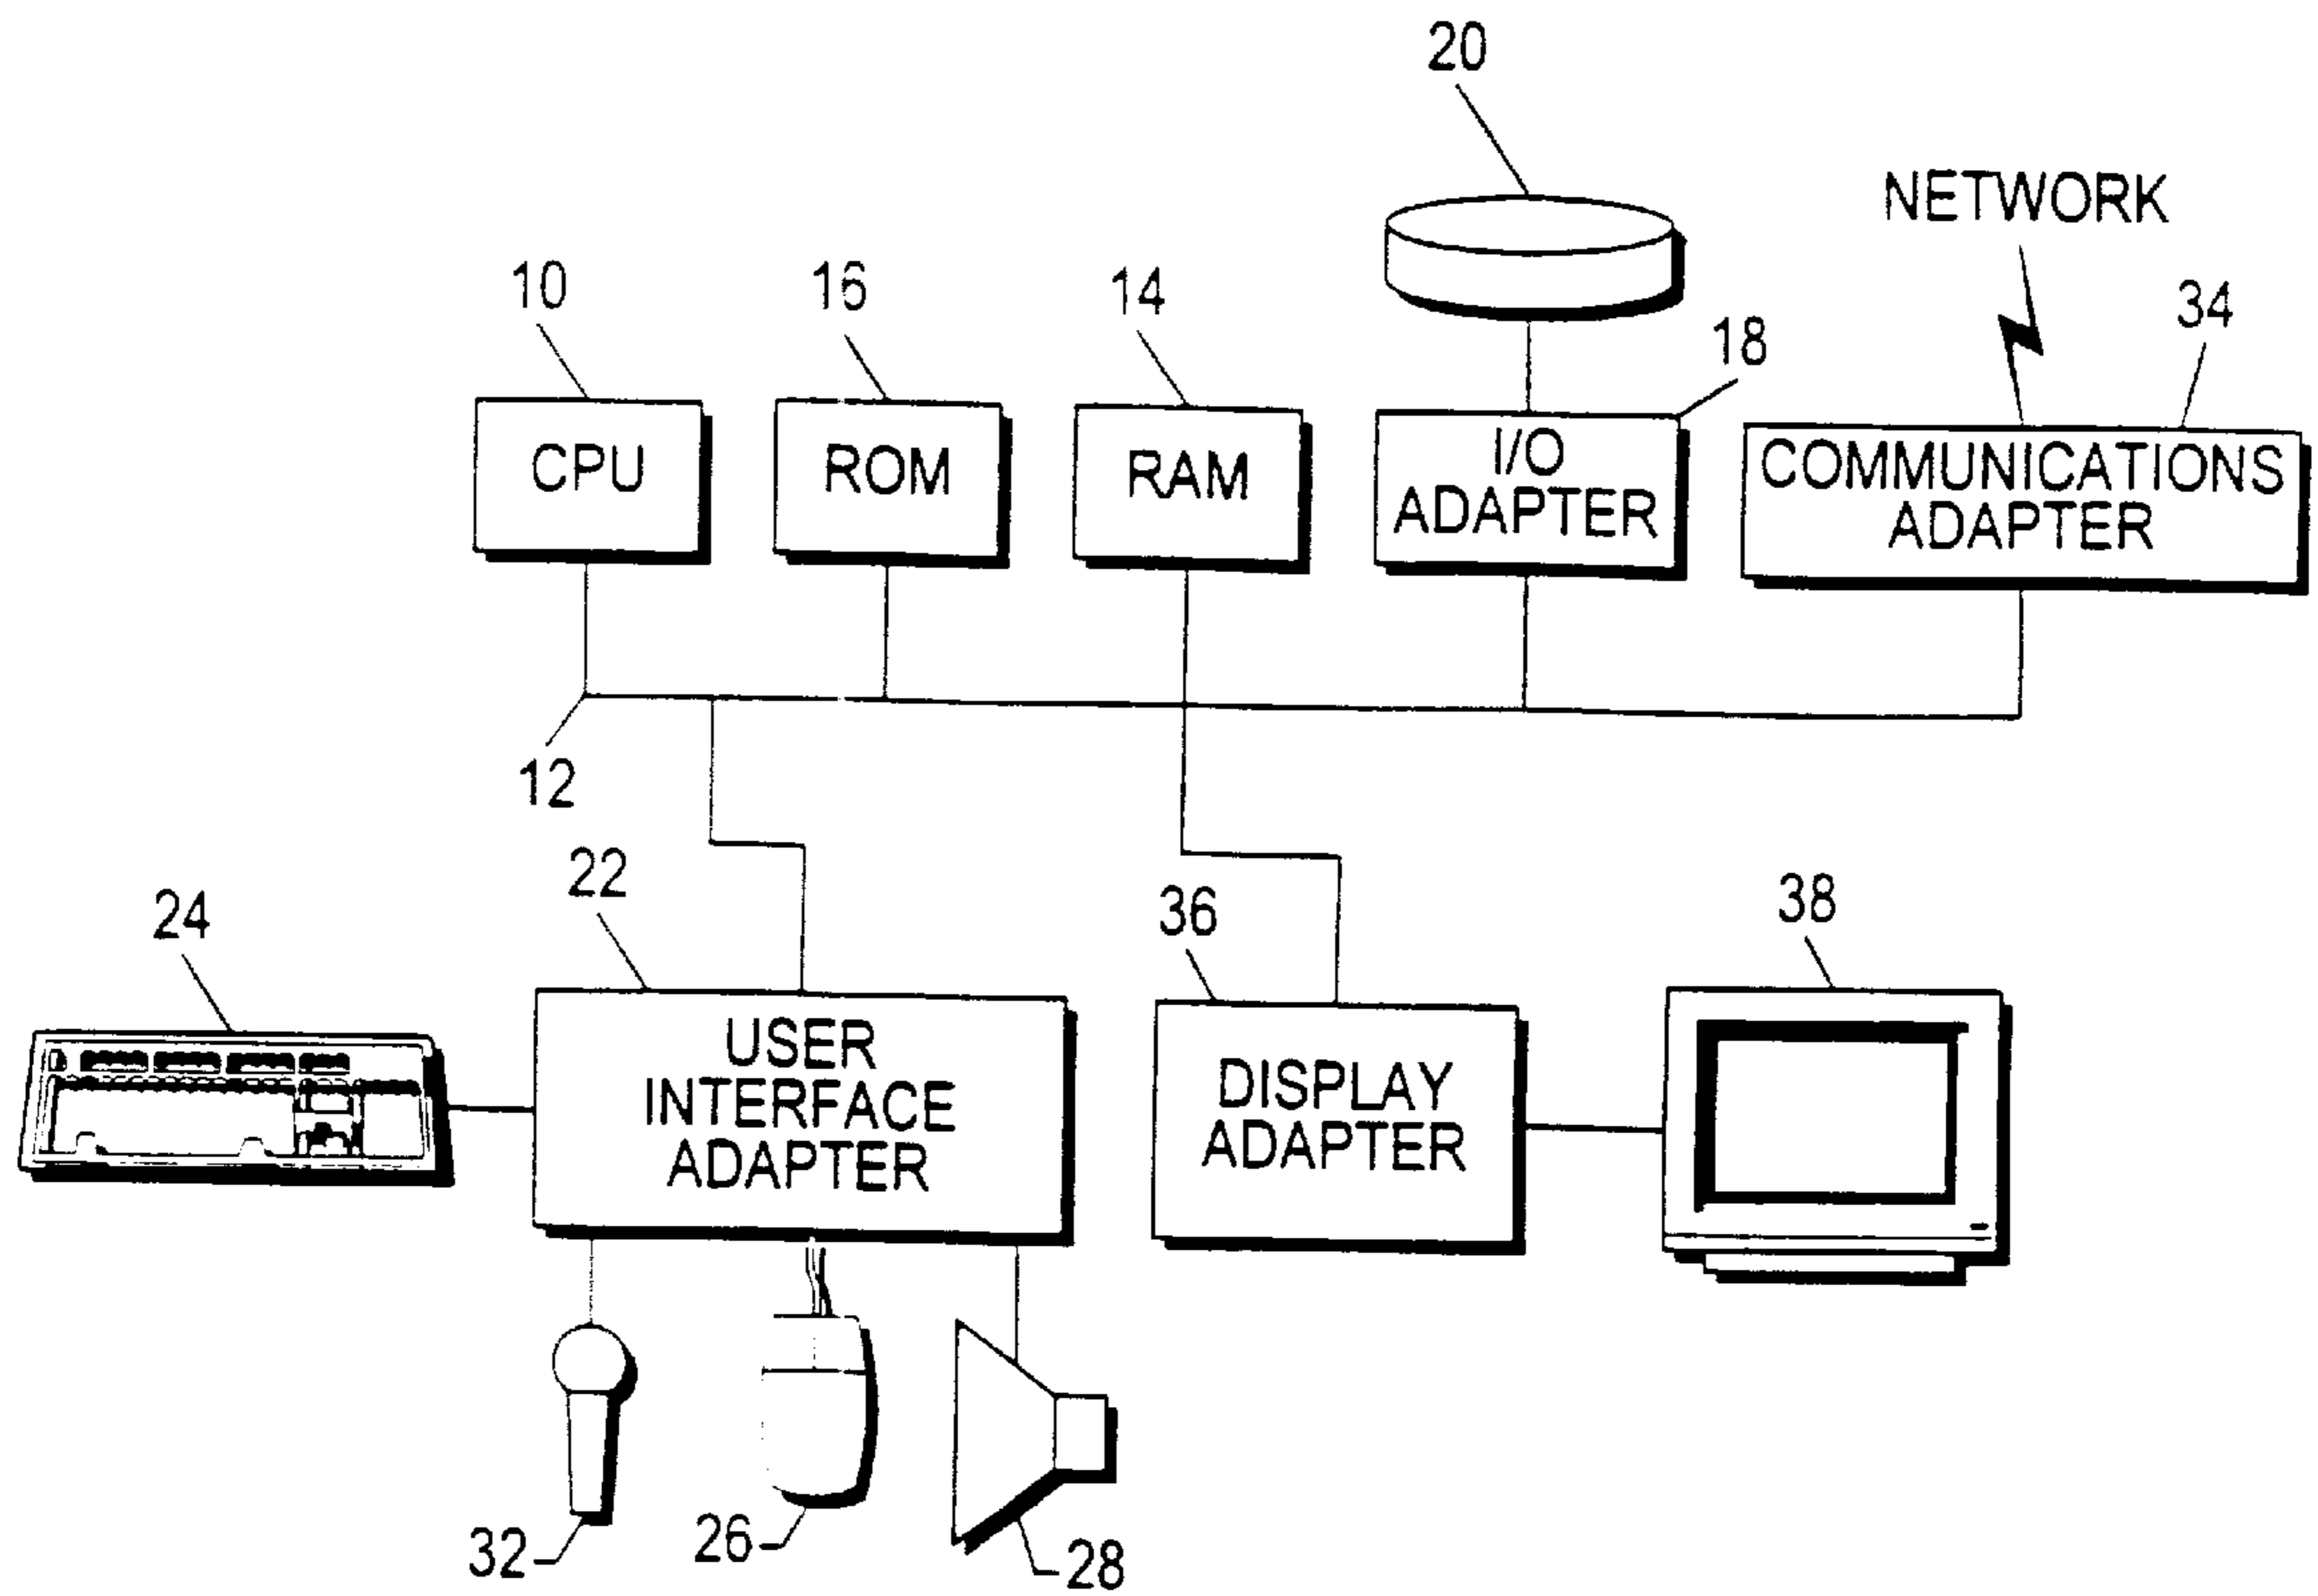 20
NETWORK
10
16
14
18
34
CPU
ROM
RAM
I/O
ADAPTER
COMMUNICATIONS
ADAPTER
12
22
24
36
38
USER
INTERFACE
ADAPTER
DISPLAY
ADAPTER
32
26
28